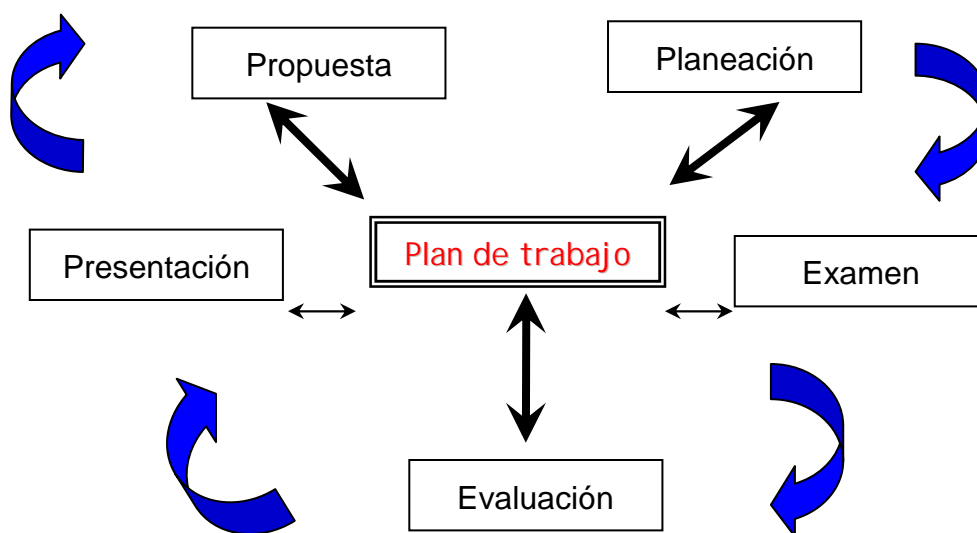 Propuesta
Planeación
Presentación
Plan de trabajo
Examen
Evaluación